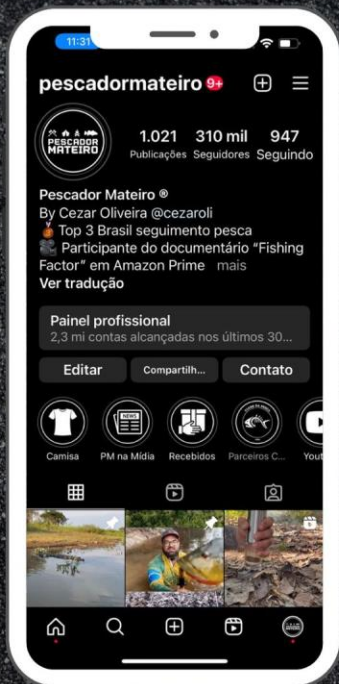 11:31
pescadormateiro 9+
PESCADOR
MATEIRO
1.021 310 mil 947
Publicações Seguidores Seguindo
Pescador Mateiro ®
By Cezar Oliveira @cezaroli
Top 3 Brasil seguimento pesca
Participante do documentário “Fishing
Factor” em Amazon Prime mais
Ver tradução
Painel profissional
2,3 mi contas alcançadas nos últimos 30...
Editar Compartilh... Contato
NEWS
Camisa PM na Mídia Recebidos Parceiros C... Yout